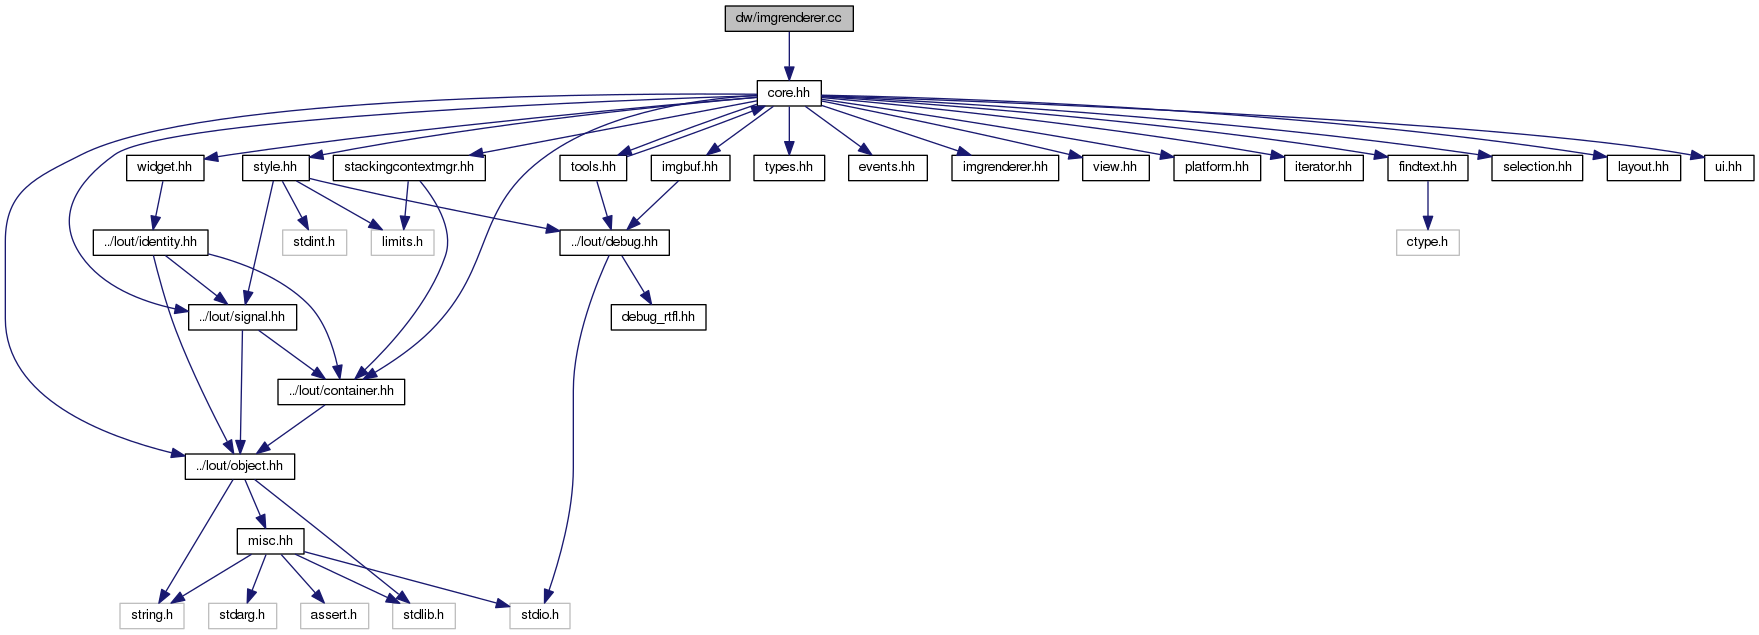 dw/imgrenderer.cc
core.hh
widget.hh
style.hh
stackingcontextmgr.hh
tools.hh
imgbuf.hh
types.hh
events.hh
imgrenderer.hh
view.hh
platform.hh
iterator.hh
findtext.hh
selection.hh
layout.hh
ui.hh
../lout/identity.hh
stdint.h
limits.h
../lout/debug.hh
ctype.h
../lout/signal.hh
debug_rtfl.hh
../lout/container.hh
../lout/object.hh
misc.hh
string.h
stdarg.h
assert.h
stdlib.h
stdio.h